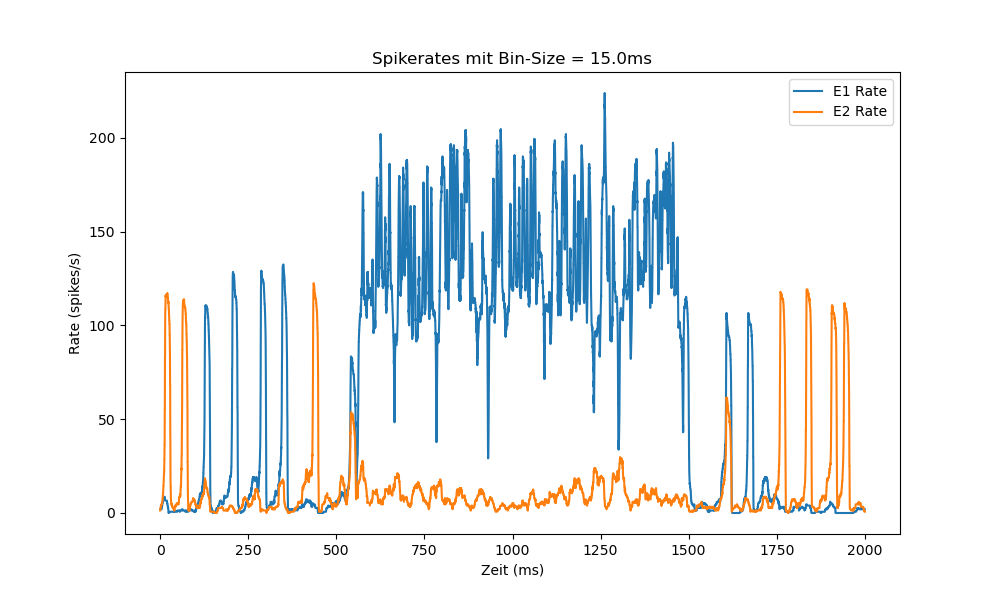 Spikerates mit Bin-Size = 15.0ms
E1 Rate
E2 Rate
Rate (spikes/s)
200
150
100
50
0
0 250 500 750 1000 1250 1500 1750 2000
Zeit (ms)